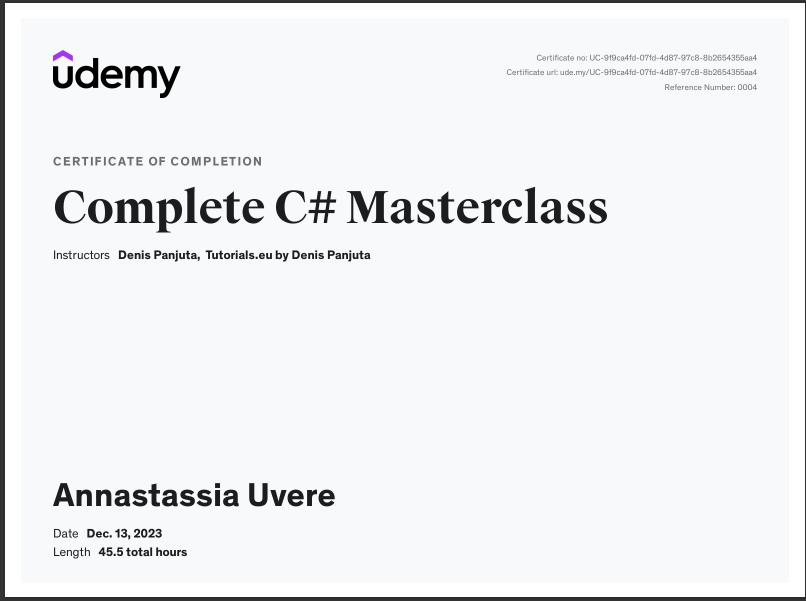 udemy
Certificate no: UC-9f9ca4fd-07fd-4d87-97c8-8b2654355aa4
Certificate url: ude.my/UC-9f9ca4fd-07fd-4d87-97c8-8b2654355aa4
Reference Number: 0004
CERTIFICATE OF COMPLETION
Complete C# Masterclass
Instructors Denis Panjuta, Tutorials.eu by Denis Panjuta
Annastassia Uvere
Date Dec. 13, 2023
Length 45.5 total hours